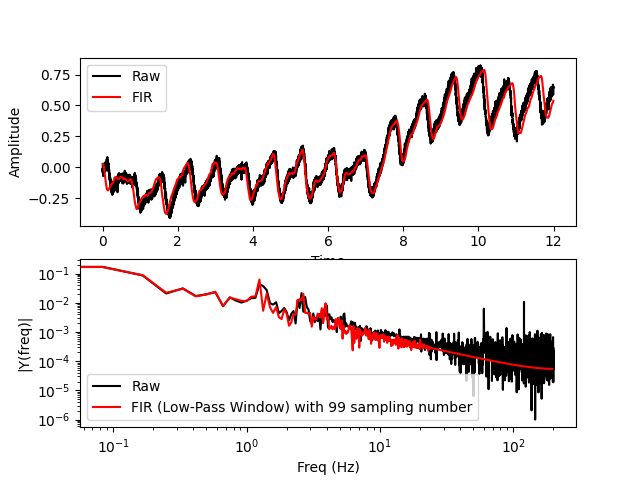 0.75
0.50
0.25
0.00
−0.25
Amplitude
Raw
FIR
0 2 4 6 8 10 12
Time
10⁻¹
10⁻²
10⁻³
10⁻⁴
10⁻⁵
10⁻⁶
|Y(freq)|
Raw
FIR (Low-Pass Window) with 99 sampling number
10⁻¹ 10⁰ 10¹ 10²
Freq (Hz)